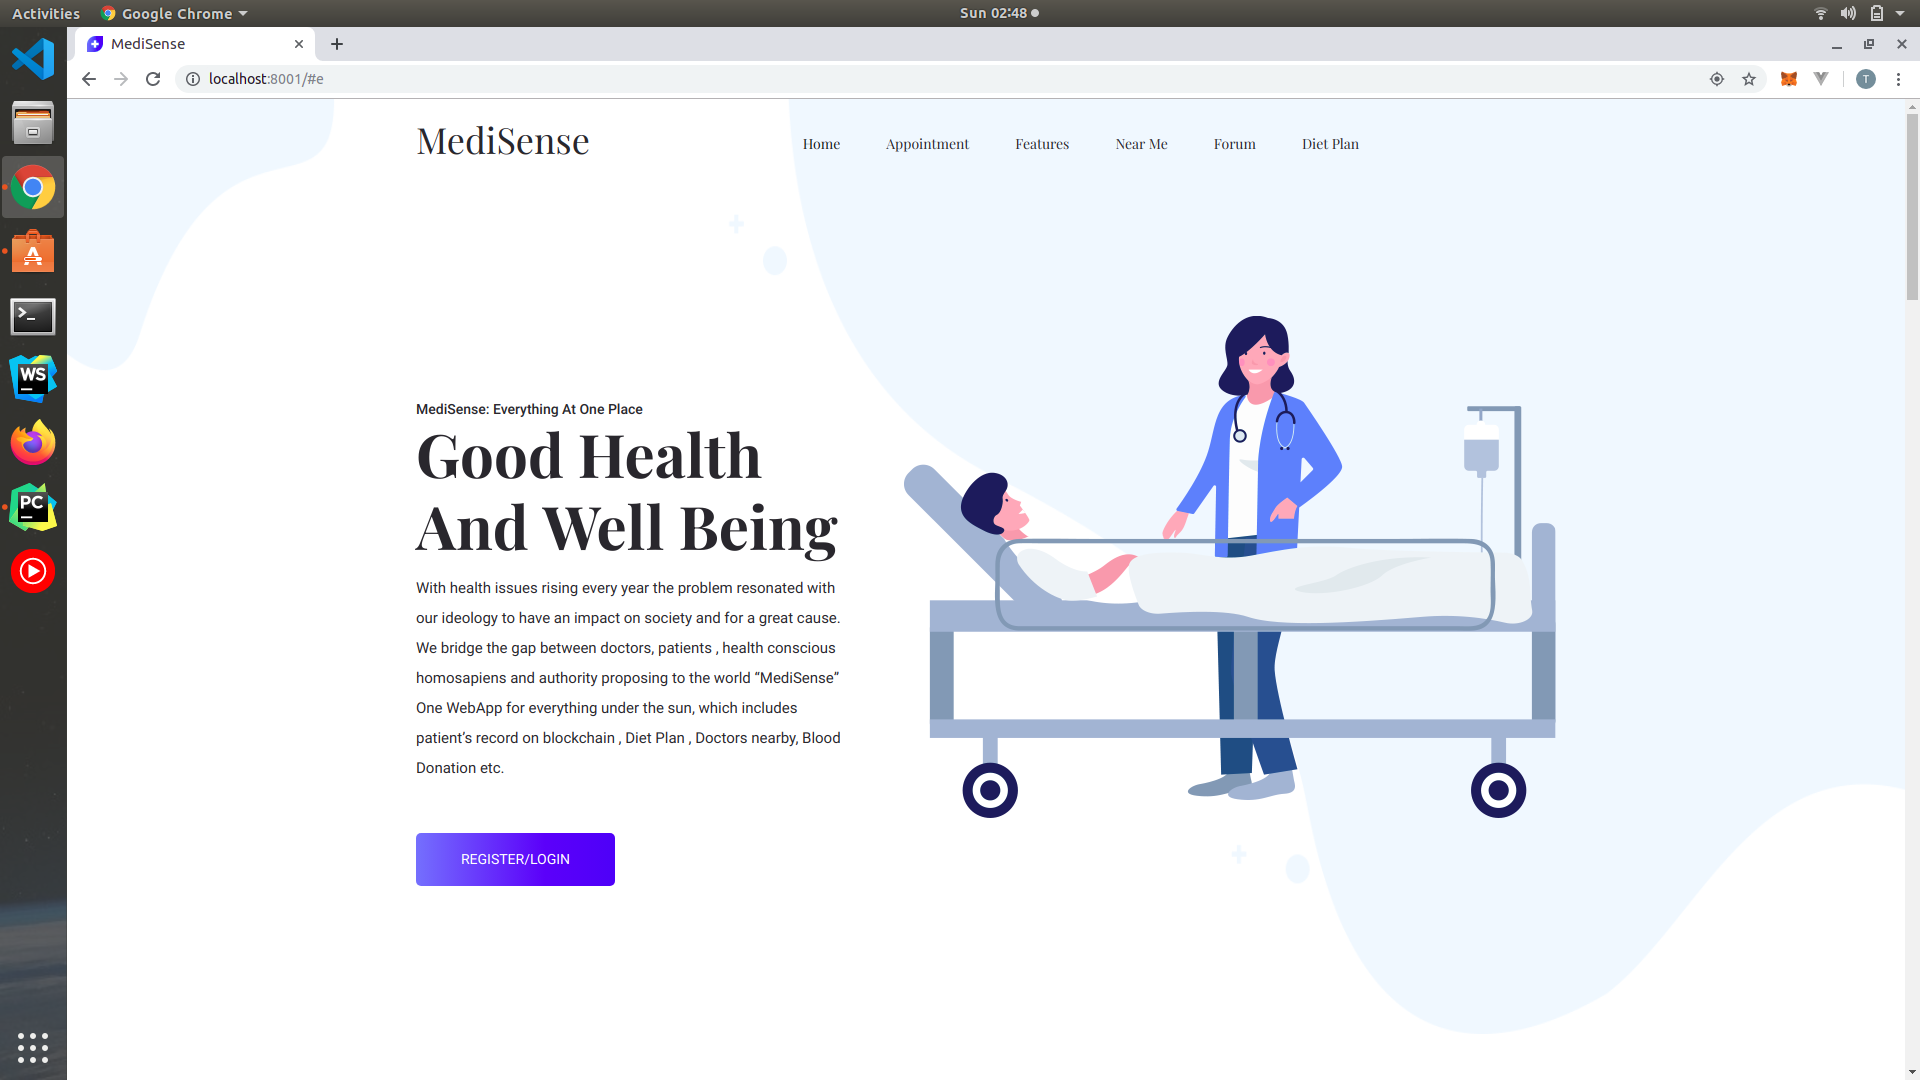 Activities
Google Chrome
Sun 02:48
MediSense
localhost:8001/#e
T
MediSense
Home
Appointment
Features
Near Me
Forum
Diet Plan
WS
PC
MediSense: Everything At One Place
Good Health
And Well Being
With health issues rising every year the problem resonated with
our ideology to have an impact on society and for a great cause.
We bridge the gap between doctors, patients , health conscious
homosapiens and authority proposing to the world “MediSense”
One WebApp for everything under the sun, which includes
patient’s record on blockchain , Diet Plan , Doctors nearby, Blood
Donation etc.
REGISTER/LOGIN